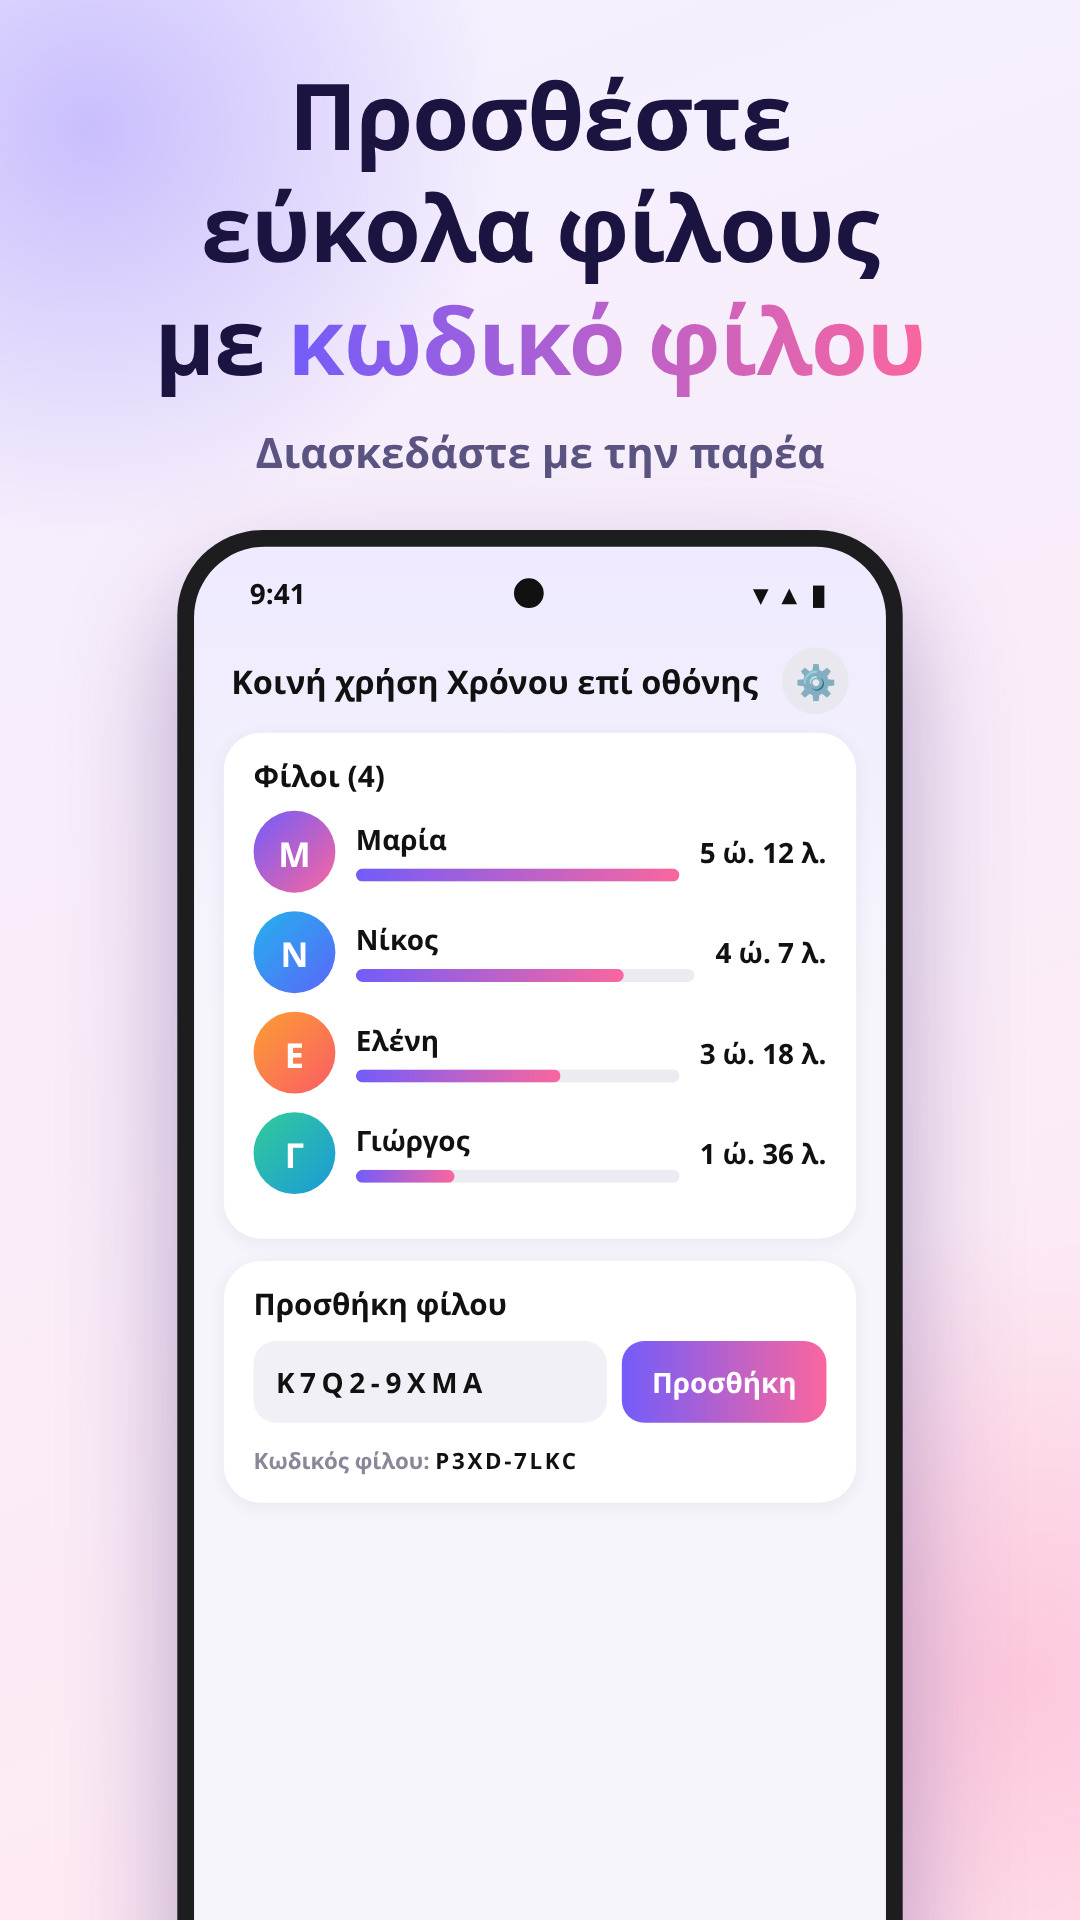 Προσθέστε
εύκολα φίλους
με κωδικό φίλου
Διασκεδάστε με την παρέα
9:41
Κοινή χρήση Χρόνου επί οθόνης
Φίλοι (4)
Μ
Μαρία
5 ώ. 12 λ.
Ν
Νίκος
4 ώ. 7 λ.
Ε
Ελένη
3 ώ. 18 λ.
Γ
Γιώργος
1 ώ. 36 λ.
Προσθήκη φίλου
K7Q2-9XMA
Προσθήκη
Κωδικός φίλου: P3XD-7LKC